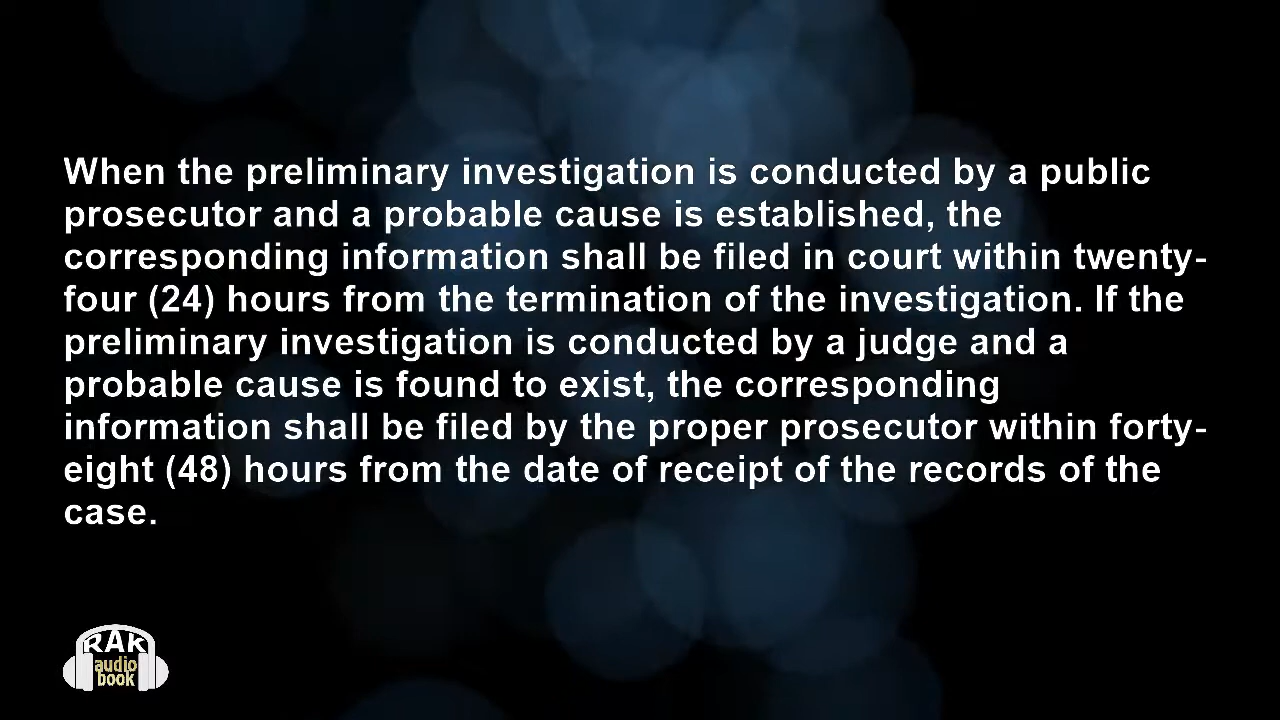 When the preliminary investigation is conducted by a public
prosecutor and a probable cause is established, the
corresponding information shall be filed in court within twenty-
four (24) hours from the termination of the investigation. If the
preliminary investigation is conducted by a judge and a
probable cause is found to exist, the corresponding
information shall be filed by the proper prosecutor within forty-
eight (48) hours from the date of receipt of the records of the
case.
RAK
audio
book